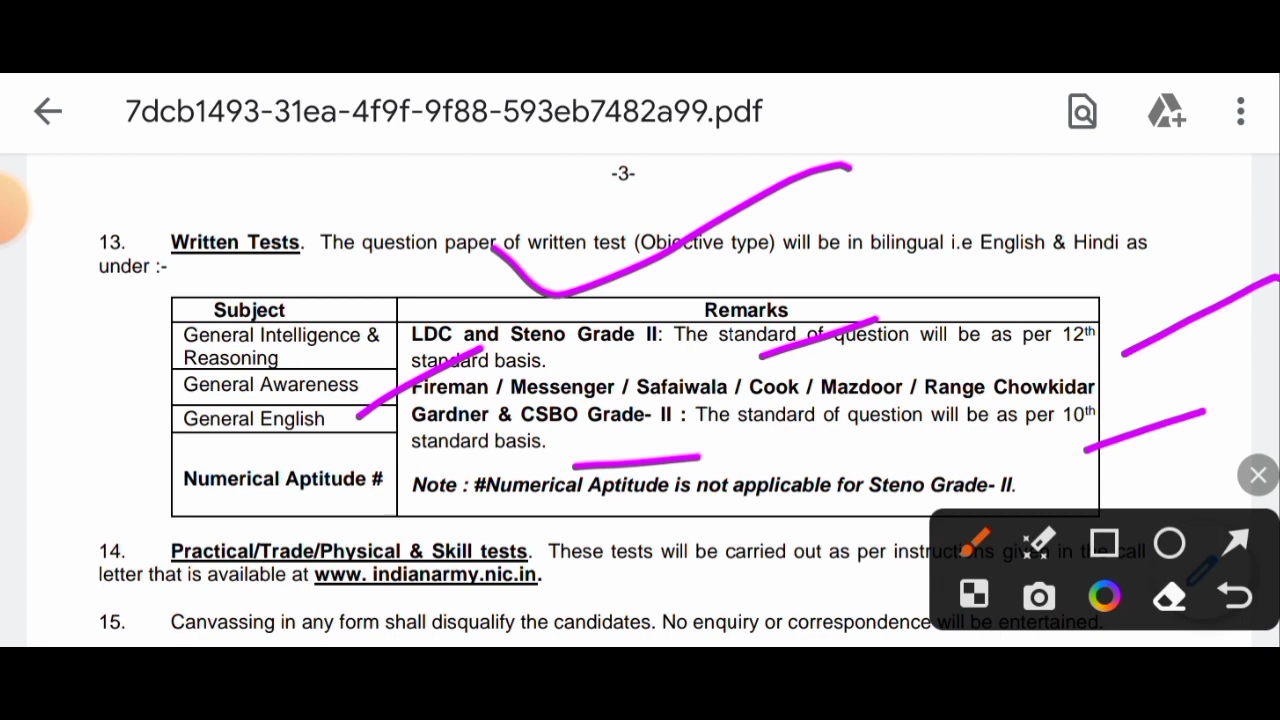 7dcb1493-31ea-4f9f-9f88-593eb7482a99.pdf
-3-
13. Written Tests. The question paper of written test (Objective type) will be in bilingual i.e English & Hindi as
under :-
Subject Remarks
General Intelligence &
Reasoning
General Awareness
General English
Numerical Aptitude #
LDC and Steno Grade II: The standard of question will be as per 12th
standard basis.
Fireman / Messenger / Safaiwala / Cook / Mazdoor / Range Chowkidar
Gardner & CSBO Grade- II : The standard of question will be as per 10th
standard basis.
Note : #Numerical Aptitude is not applicable for Steno Grade- II.
14. Practical/Trade/Physical & Skill tests. These tests will be carried out as per instructions given in the call
letter that is available at www. indianarmy.nic.in.
15. Canvassing in any form shall disqualify the candidates. No enquiry or correspondence will be entertained.